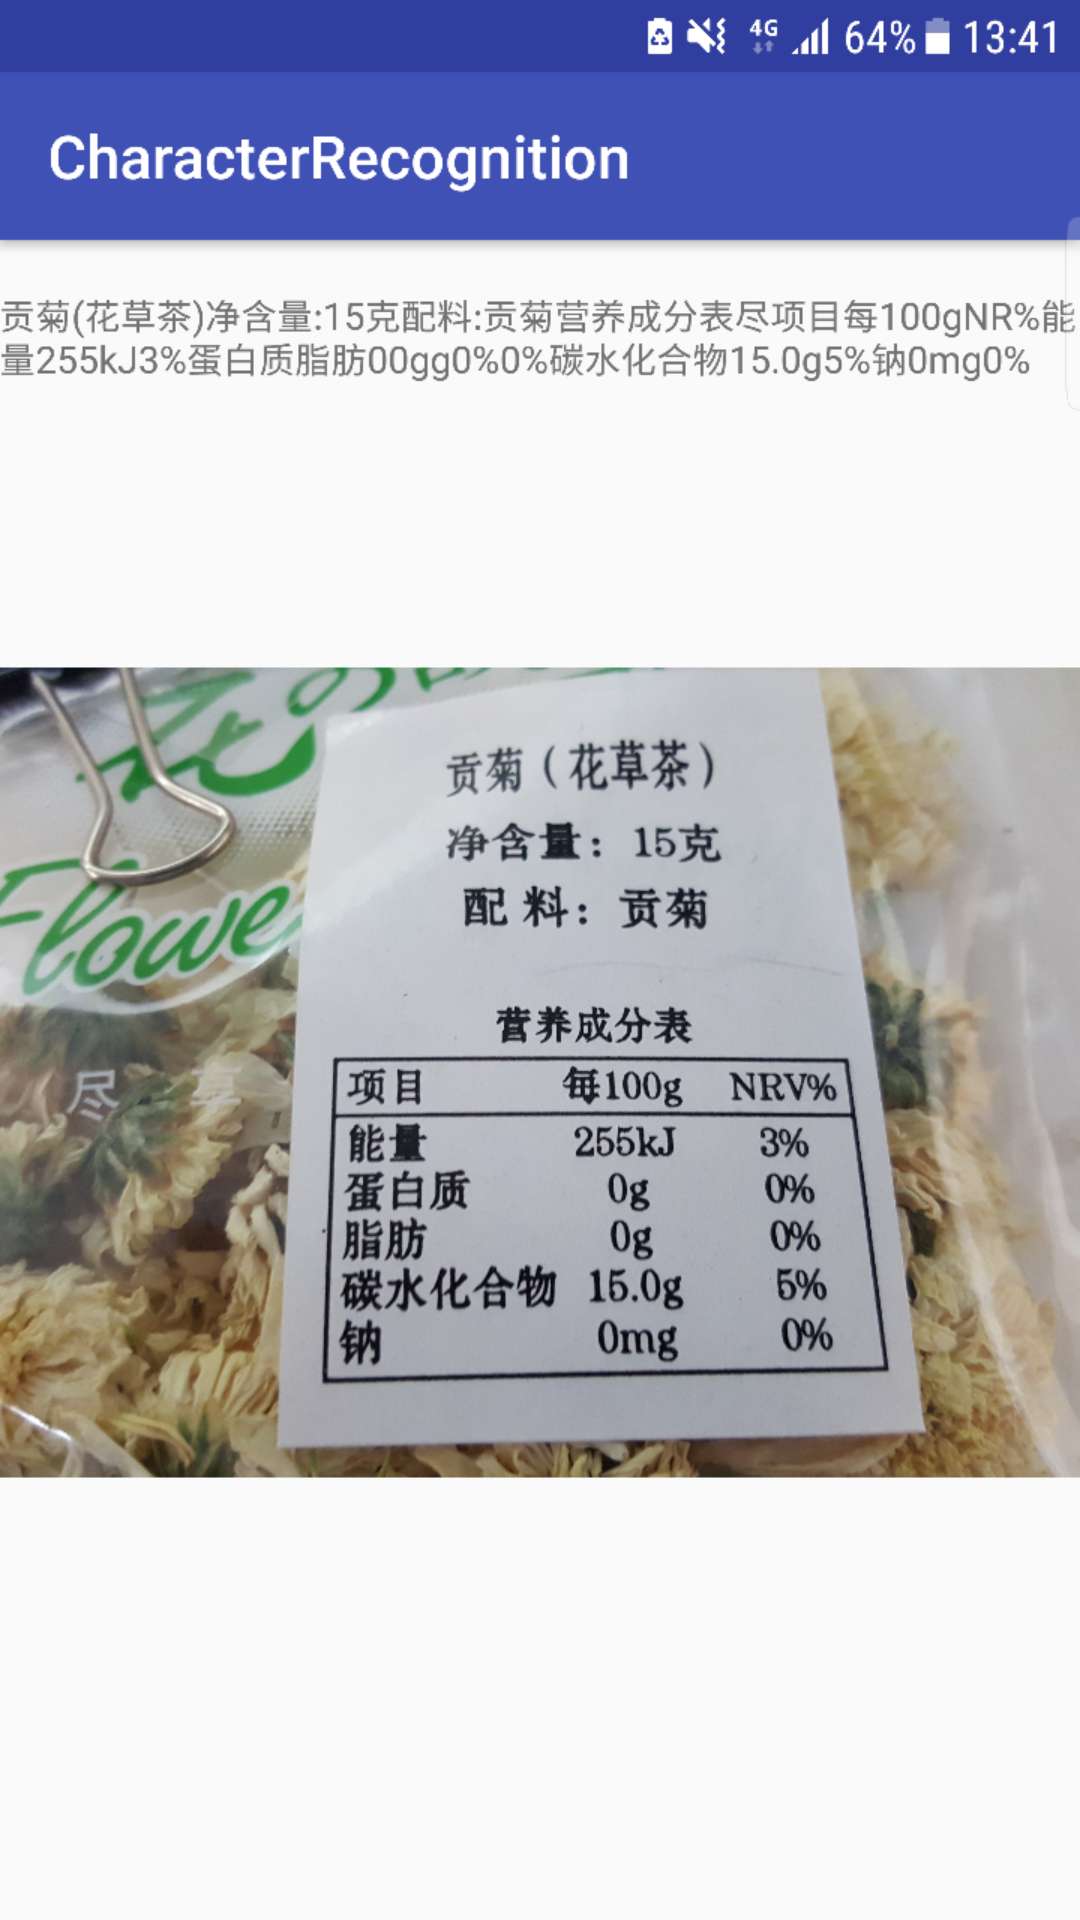 4G 64% 13:41
CharacterRecognition
贡菊(花草茶)净含量:15克配料:贡菊营养成分表尽项目每100gNR%能
量255kJ3%蛋白质脂肪00gg0%0%碳水化合物15.0g5%钠0mg0%
Flowe
贡菊（花草茶）
净含量：15克
配 料：贡菊
营养成分表
尽
项目 每100g NRV%
能量 255kJ 3%
蛋白质 0g 0%
脂肪 0g 0%
碳水化合物 15.0g 5%
钠 0mg 0%